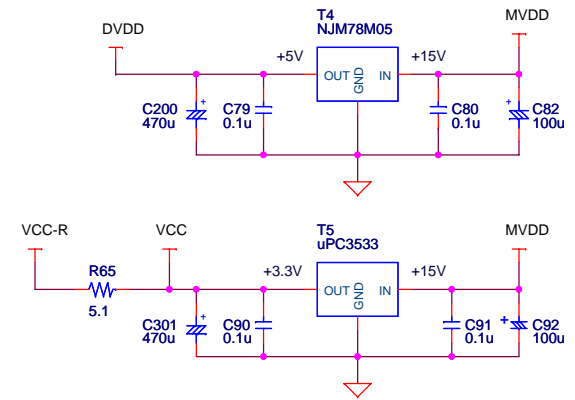 T4
NJM78M05
DVDD
MVDD
+5V
+15V
OUT
GND
IN
C200
470u
+
C79
0.1u
C80
0.1u
+
C82
100u
VCC-R
VCC
T5
uPC3533
MVDD
R65
5.1
+3.3V
+15V
OUT
GND
IN
C301
470u
+
C90
0.1u
C91
0.1u
+
C92
100u